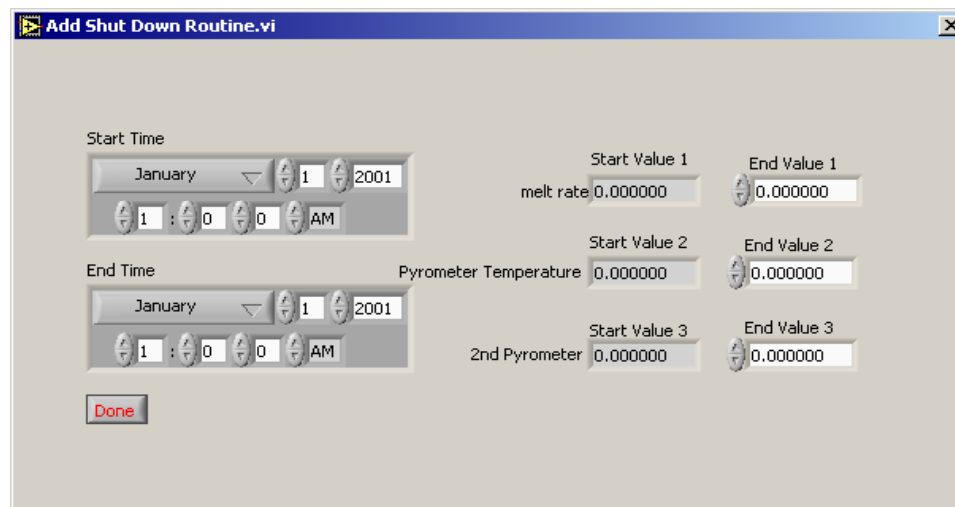 Add Shut Down Routine.vi
Start Time
January 1 2001
1 : 0 0 AM
End Time
January 1 2001
1 : 0 0 AM
Done
Start Value 1 End Value 1
melt rate 0.000000 0.000000
Start Value 2 End Value 2
Pyrometer Temperature 0.000000 0.000000
Start Value 3 End Value 3
2nd Pyrometer 0.000000 0.000000